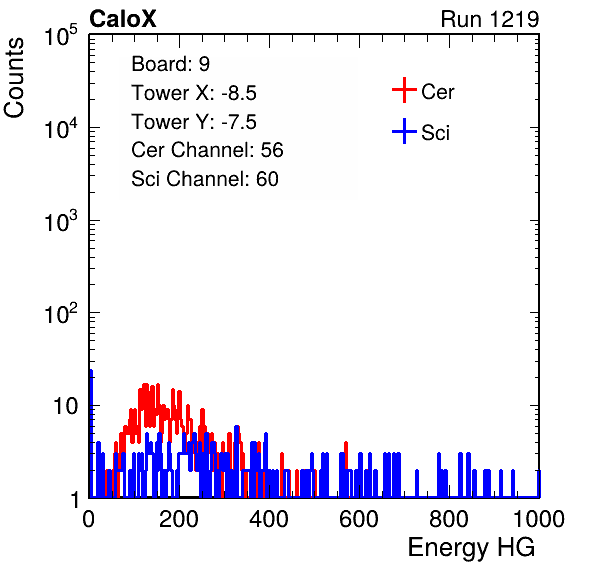 CaloX Run 1219
Counts
Board: 9
Tower X: -8.5
Tower Y: -7.5
Cer Channel: 56
Sci Channel: 60
Cer
Sci
10^5
10^4
10^3
10^2
10
1
0 200 400 600 800 1000
Energy HG